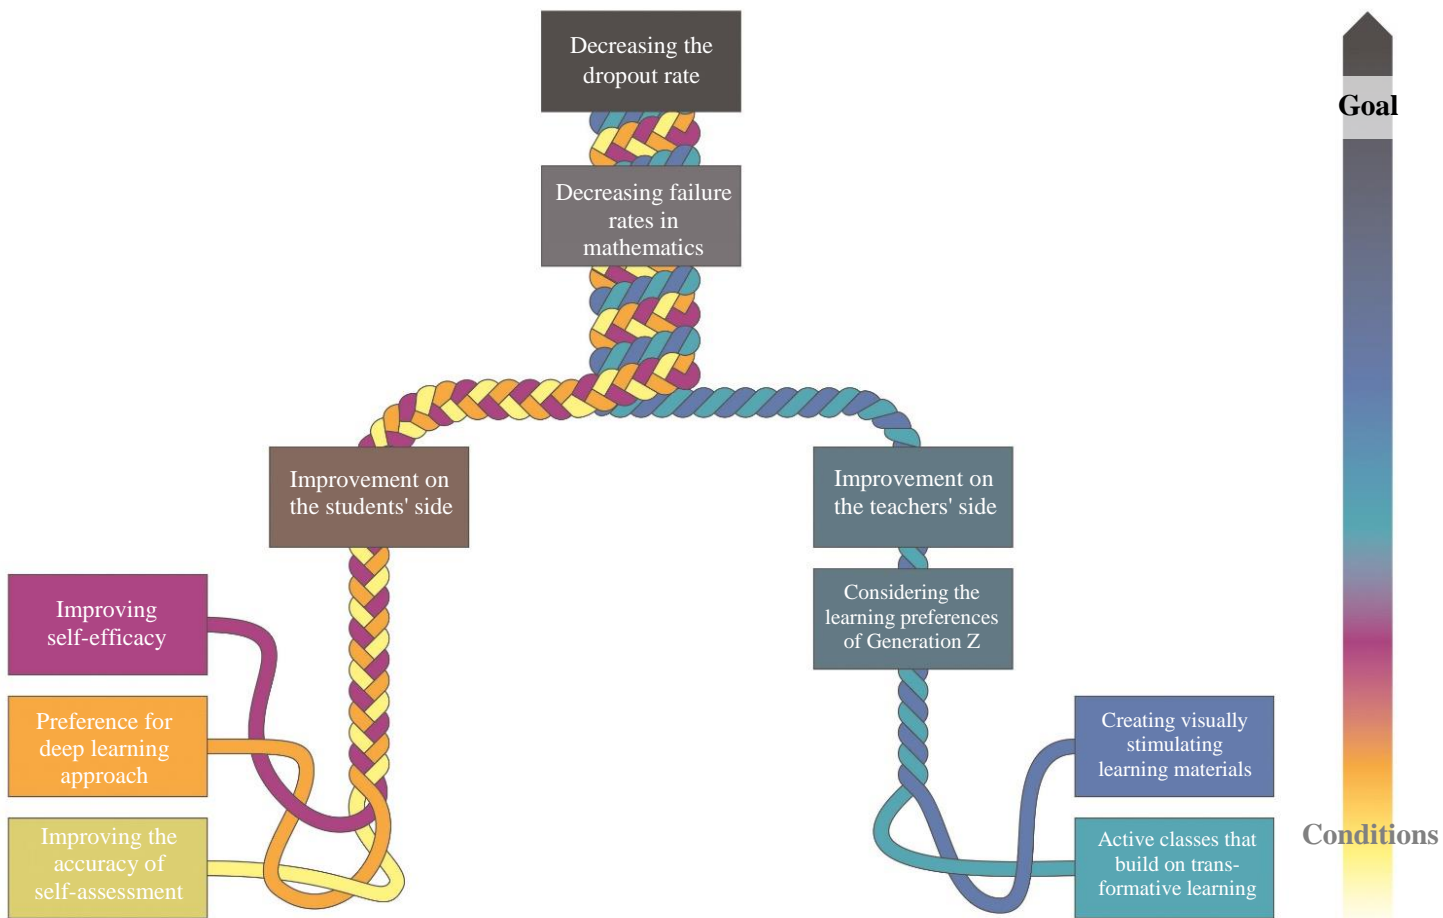 Decreasing the
dropout rate
Goal
Decreasing failure
rates in
mathematics
Improvement on
the students' side
Improvement on
the teachers' side
Improving
self-efficacy
Considering the
learning preferences
of Generation Z
Preference for
deep learning
approach
Creating visually
stimulating
learning materials
Improving the
accuracy of
self-assessment
Active classes that
build on trans-
formative learning
Conditions